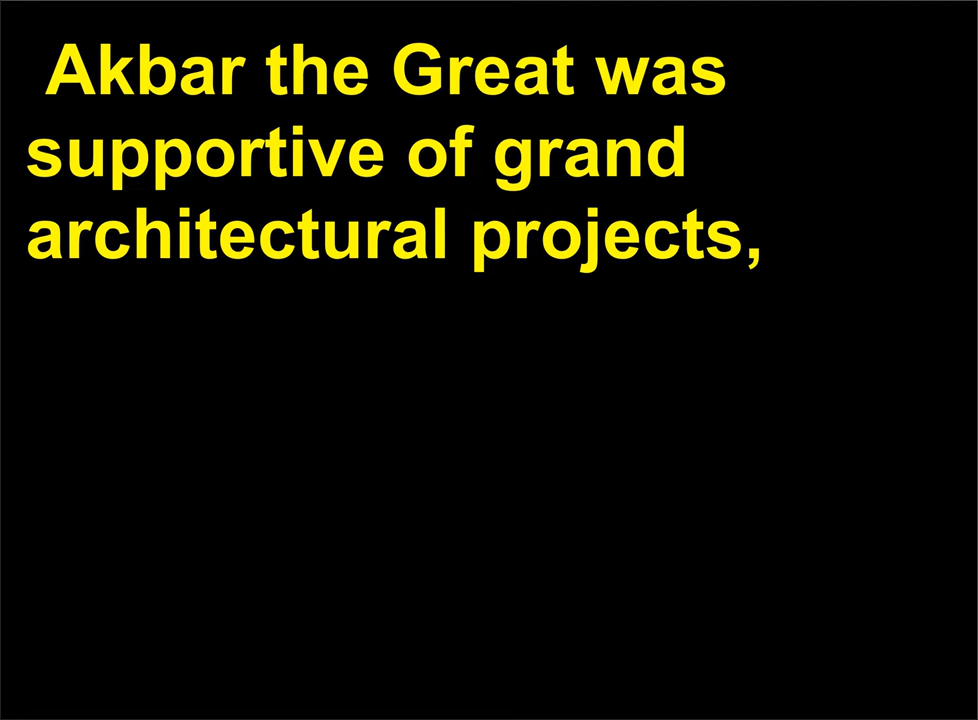 Akbar the Great was
supportive of grand
architectural projects,